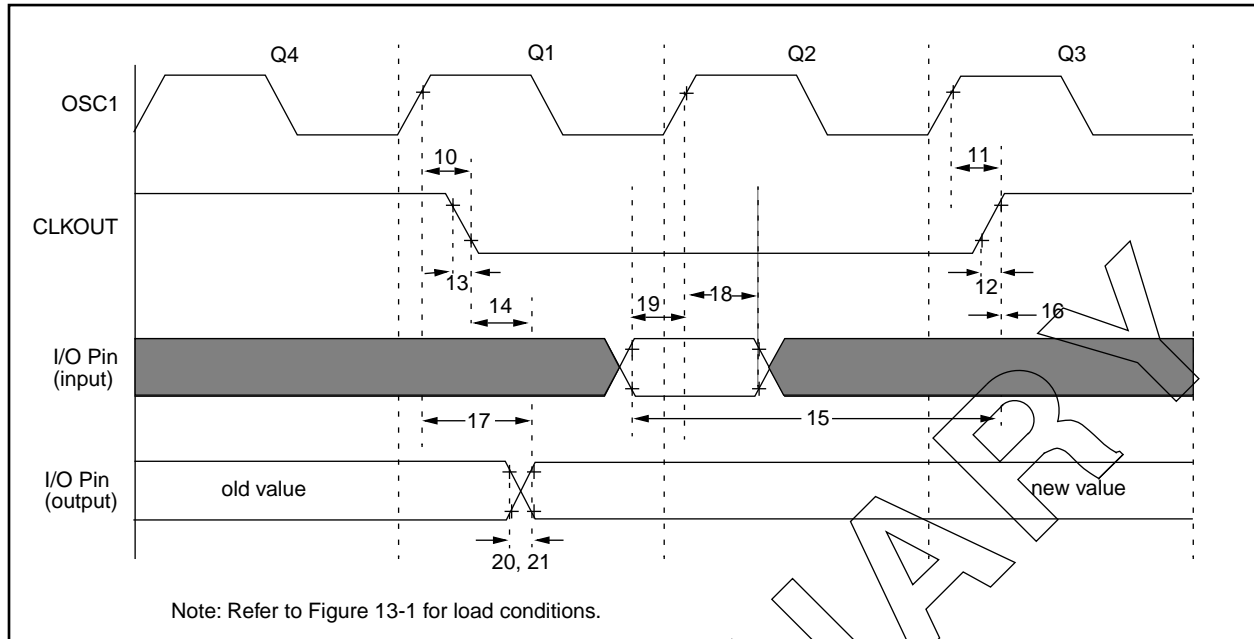 Q4 Q1 Q2 Q3
OSC1
10 11
CLKOUT
13 12
14 19 18 16
I/O Pin
(input)
17 15
I/O Pin
(output)
old value new value
20, 21
Note: Refer to Figure 13-1 for load conditions.
IARY